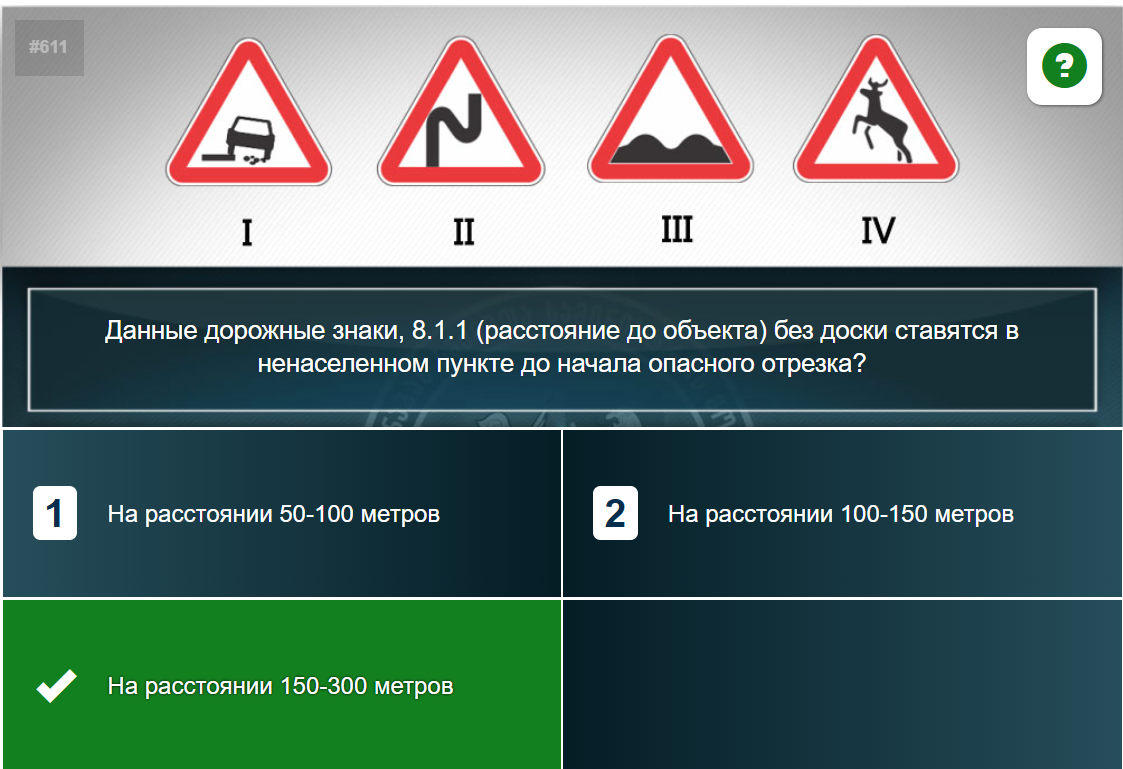 #611
?
I II III IV
Данные дорожные знаки, 8.1.1 (расстояние до объекта) без доски ставятся в
ненаселенном пункте до начала опасного отрезка?
1 На расстоянии 50-100 метров
2 На расстоянии 100-150 метров
На расстоянии 150-300 метров